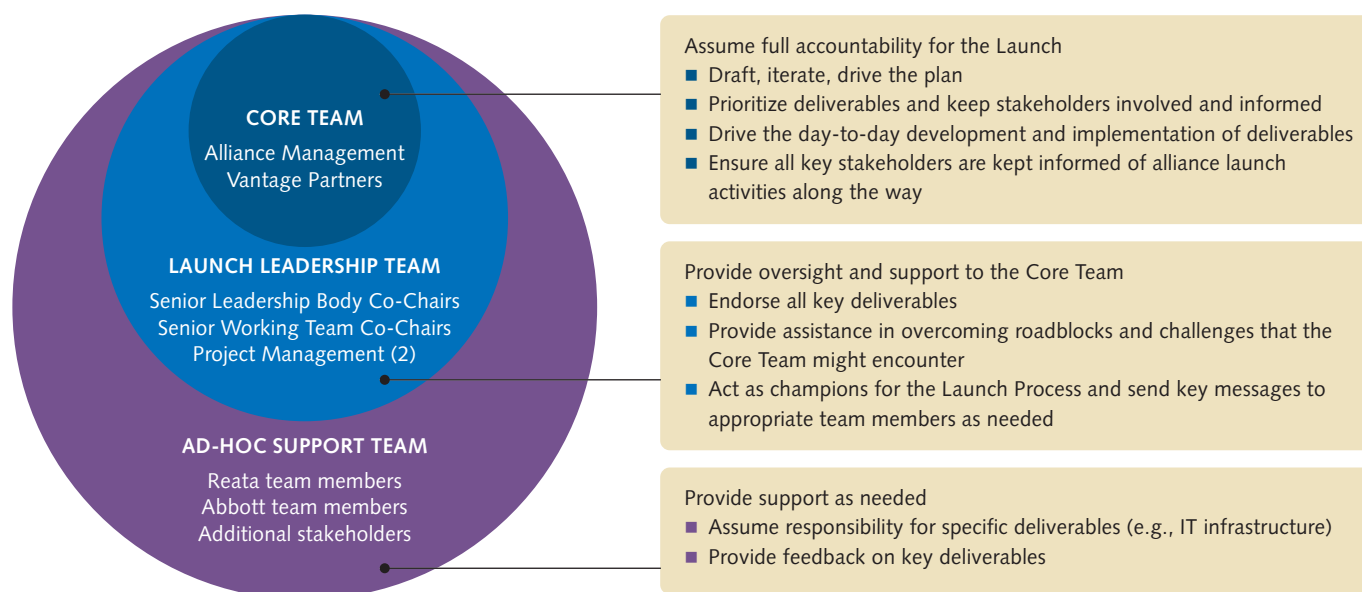 CORE TEAM
Alliance Management
Vantage Partners
LAUNCH LEADERSHIP TEAM
Senior Leadership Body Co-Chairs
Senior Working Team Co-Chairs
Project Management (2)
AD-HOC SUPPORT TEAM
Reata team members
Abbott team members
Additional stakeholders
Assume full accountability for the Launch
■ Draft, iterate, drive the plan
■ Prioritize deliverables and keep stakeholders involved and informed
■ Drive the day-to-day development and implementation of deliverables
■ Ensure all key stakeholders are kept informed of alliance launch
activities along the way
Provide oversight and support to the Core Team
■ Endorse all key deliverables
■ Provide assistance in overcoming roadblocks and challenges that the
Core Team might encounter
■ Act as champions for the Launch Process and send key messages to
appropriate team members as needed
Provide support as needed
■ Assume responsibility for specific deliverables (e.g., IT infrastructure)
■ Provide feedback on key deliverables